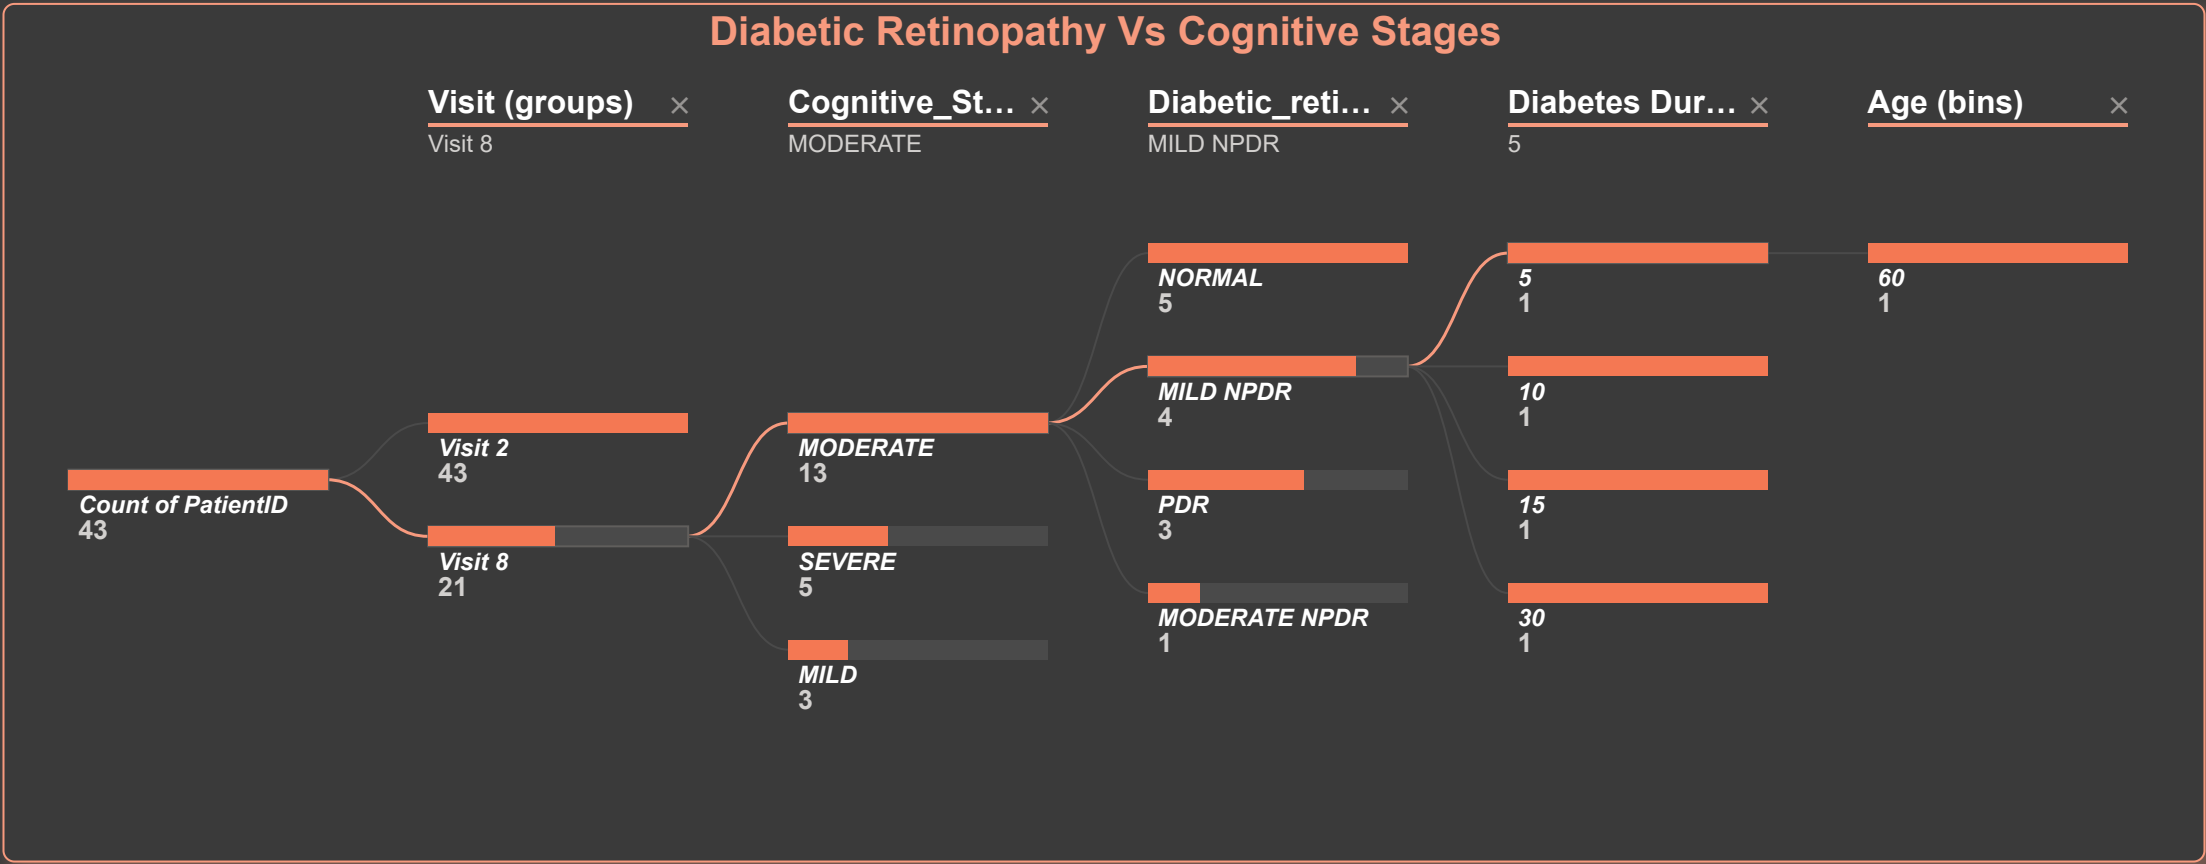 Diabetic Retinopathy Vs Cognitive Stages
Visit (groups) ×
Visit 8
Cognitive_St... ×
MODERATE
Diabetic_reti... ×
MILD NPDR
Diabetes Dur... ×
5
Age (bins) ×
Count of PatientID
43
Visit 2
43
Visit 8
21
MODERATE
13
SEVERE
5
MILD
3
NORMAL
5
MILD NPDR
4
PDR
3
MODERATE NPDR
1
5
1
10
1
15
1
30
1
60
1